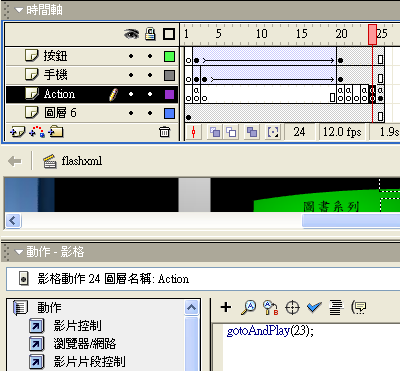 時間軸
1 5 10 15 20 25
按鈕
手機
Action
圖層 6
24 12.0 fps 1.9s
flashxml
圖書系列
動作 - 影格
影格動作 24 圖層名稱: Action
動作
影片控制
瀏覽器/網路
影片片段控制
gotoAndPlay(23);